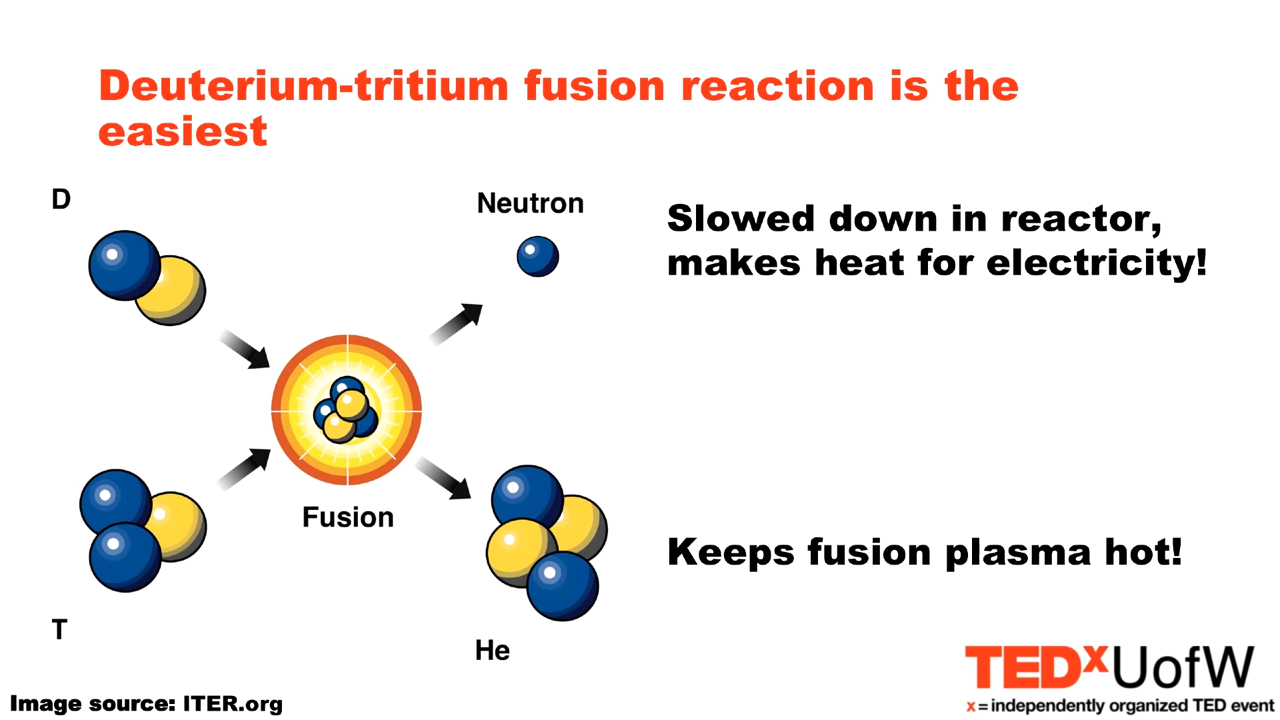 Deuterium-tritium fusion reaction is the
easiest
D
Neutron
Slowed down in reactor,
makes heat for electricity!
Fusion
Keeps fusion plasma hot!
T
He
TEDxUofW
x = independently organized TED event
Image source: ITER.org